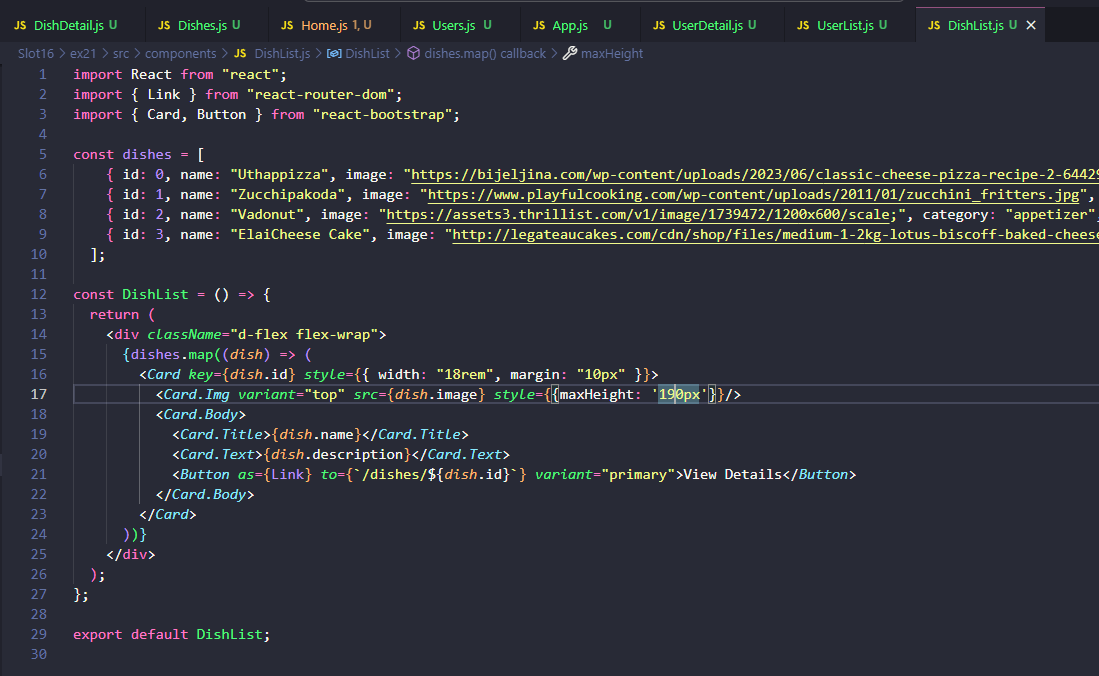 JS DishDetail.js U JS Dishes.js U JS Home.js 1, U JS Users.js U JS App.js U JS UserDetail.js U JS UserList.js U JS DishList.js U
Slot16 > ex21 > src > components > JS DishList.js > DishList > dishes.map() callback > maxHeight
1 import React from "react";
2 import { Link } from "react-router-dom";
3 import { Card, Button } from "react-bootstrap";
4
5 const dishes = [
6 { id: 0, name: "Uthappizza", image: "https://bijeljina.com/wp-content/uploads/2023/06/classic-cheese-pizza-recipe-2-64429
7 { id: 1, name: "Zucchipakoda", image: "https://www.playfulcooking.com/wp-content/uploads/2011/01/zucchini_fritters.jpg",
8 { id: 2, name: "Vadonut", image: "https://assets3.thrillist.com/v1/image/1739472/1200x600/scale;", category: "appetizer",
9 { id: 3, name: "ElaiCheese Cake", image: "http://legateaucakes.com/cdn/shop/files/medium-1-2kg-lotus-biscoff-baked-cheese
10 ];
11
12 const DishList = () => {
13 return (
14 <div className="d-flex flex-wrap">
15 {dishes.map((dish) => (
16 <Card key={dish.id} style={{ width: "18rem", margin: "10px" }}>
17 <Card.Img variant="top" src={dish.image} style={{maxHeight: '190px'}}/>
18 <Card.Body>
19 <Card.Title>{dish.name}</Card.Title>
20 <Card.Text>{dish.description}</Card.Text>
21 <Button as={Link} to={`/dishes/${dish.id}`} variant="primary">View Details</Button>
22 </Card.Body>
23 </Card>
24 ))}
25 </div>
26 );
27 };
28
29 export default DishList;
30